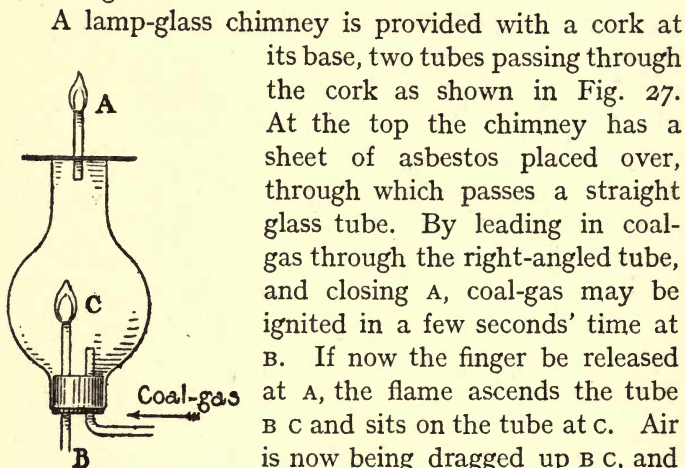 A lamp-glass chimney is provided with a cork at
its base, two tubes passing through
the cork as shown in Fig. 27.
At the top the chimney has a
sheet of asbestos placed over,
through which passes a straight
glass tube. By leading in coal-
gas through the right-angled tube,
and closing A, coal-gas may be
ignited in a few seconds' time at
B. If now the finger be released
at A, the flame ascends the tube
B C and sits on the tube at C. Air
is now being dragged up B C, and
A
C
Coal-gas
B